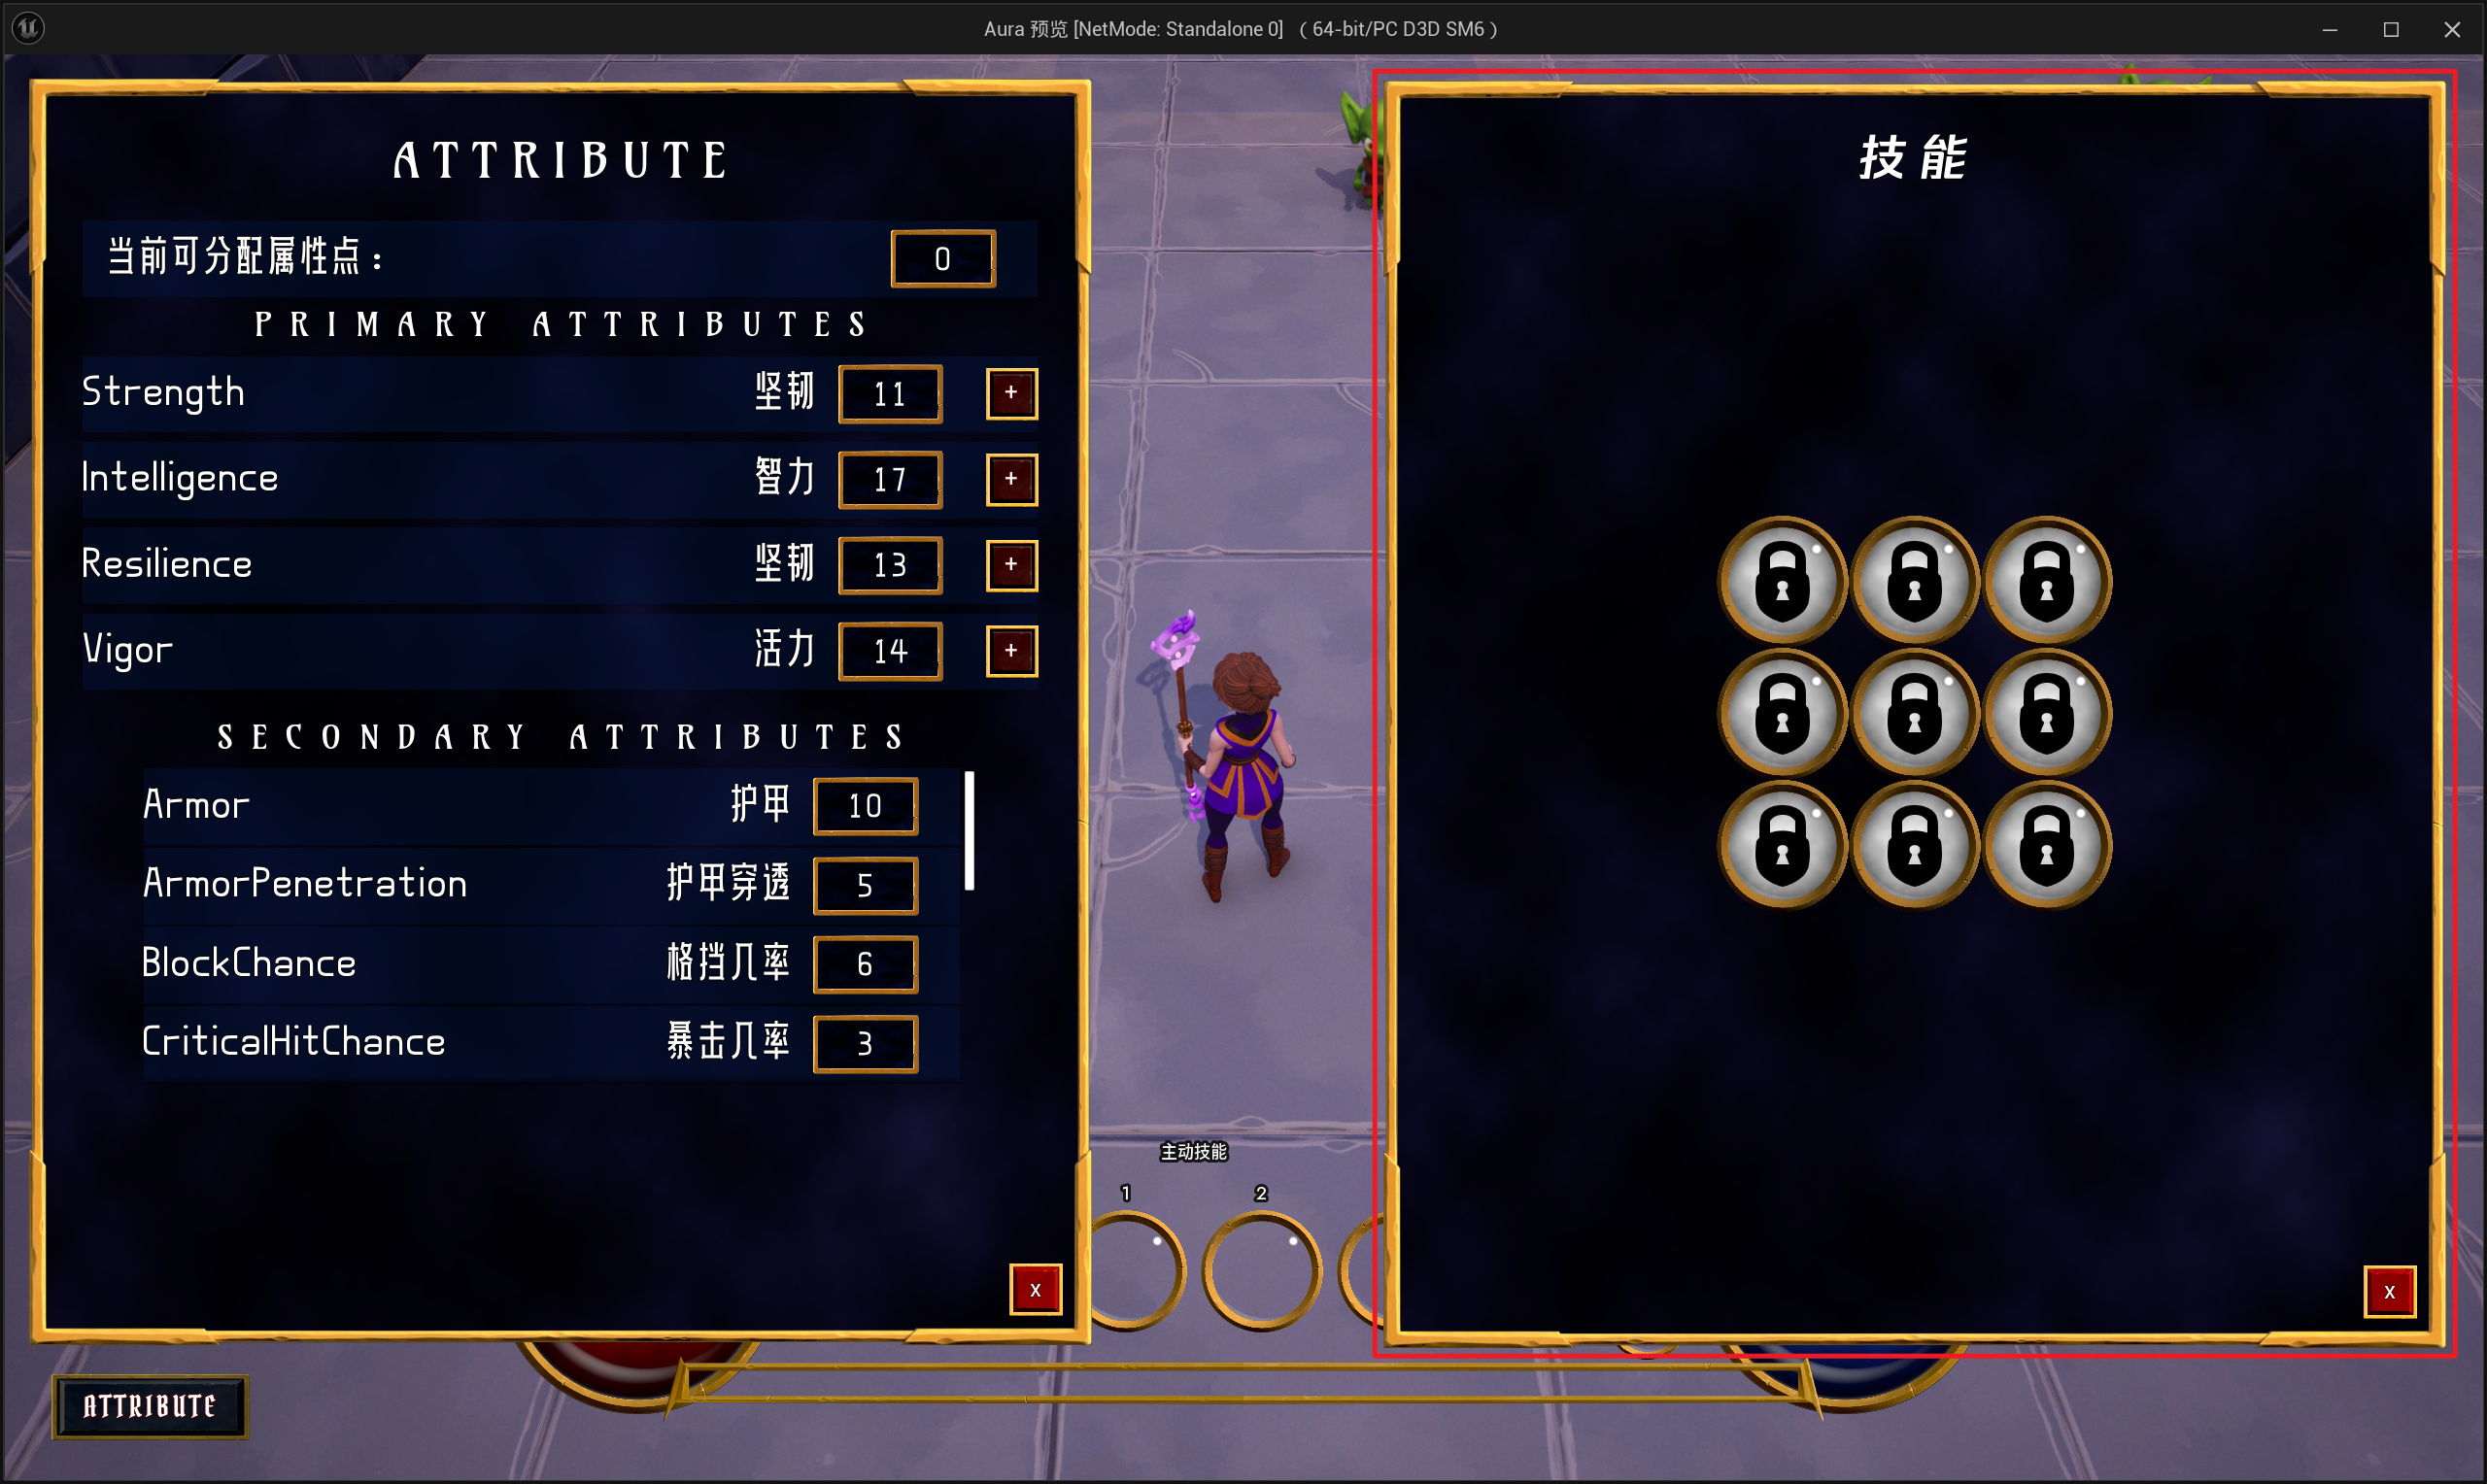 Aura 预览 [NetMode: Standalone 0] （64-bit/PC D3D SM6）
ATTRIBUTE
当前可分配属性点： 0
PRIMARY ATTRIBUTES
Strength 坚韧 11 +
Intelligence 智力 17 +
Resilience 坚韧 13 +
Vigor 活力 14 +
SECONDARY ATTRIBUTES
Armor 护甲 10
ArmorPenetration 护甲穿透 5
BlockChance 格挡几率 6
CriticalHitChance 暴击几率 3
X
ATTRIBUTE
主动技能
1 2
技能
X